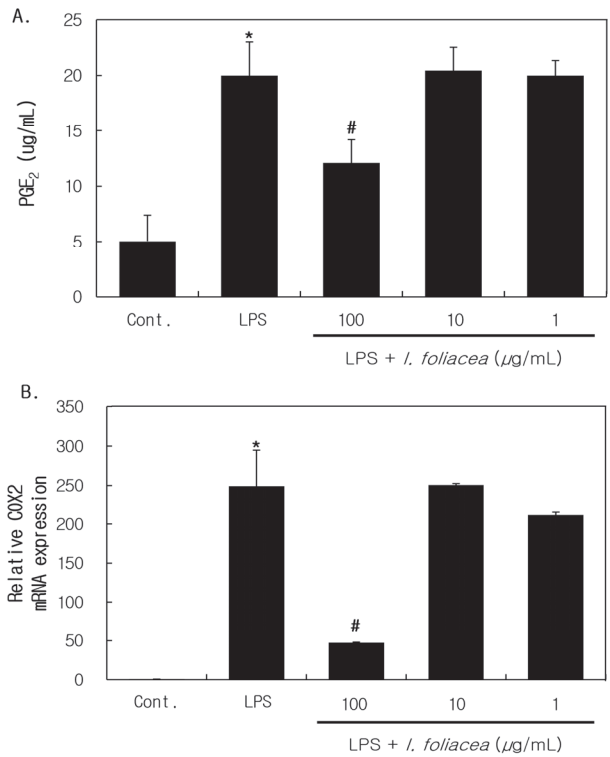 A.
PGE2 (ug/mL)
25
20
15
10
5
0
*
#
Cont.
LPS
100
10
1
LPS + I. foliacea (µg/mL)
B.
Relative COX2
mRNA expression
350
300
250
200
150
100
50
0
*
#
Cont.
LPS
100
10
1
LPS + I. foliacea (µg/mL)